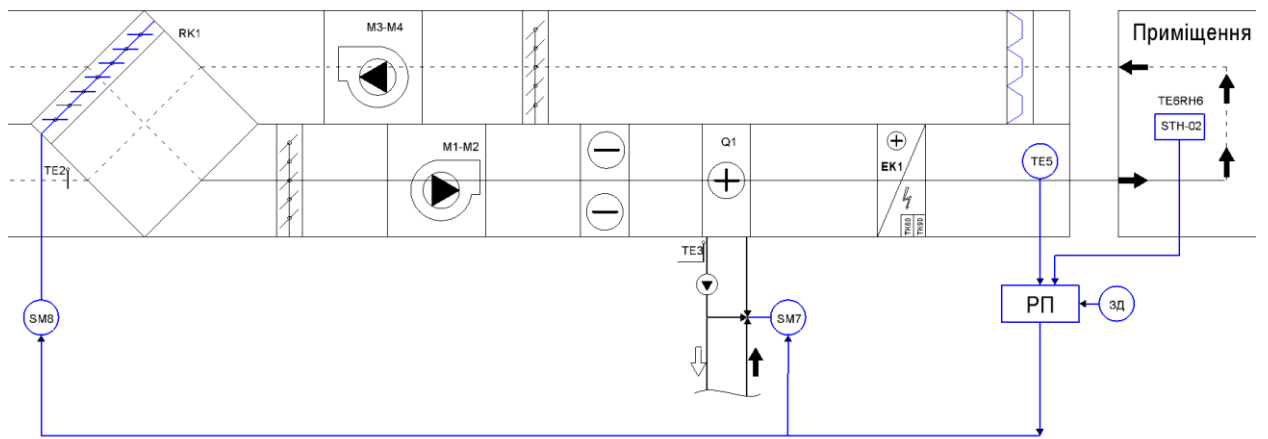 RK1
M3-M4
Приміщення
TE6RH6
STH-02
TE2
M1-M2
Q1
EK1
TK60
TK90
TE5
TE3
SM8
SM7
РП
ЗД